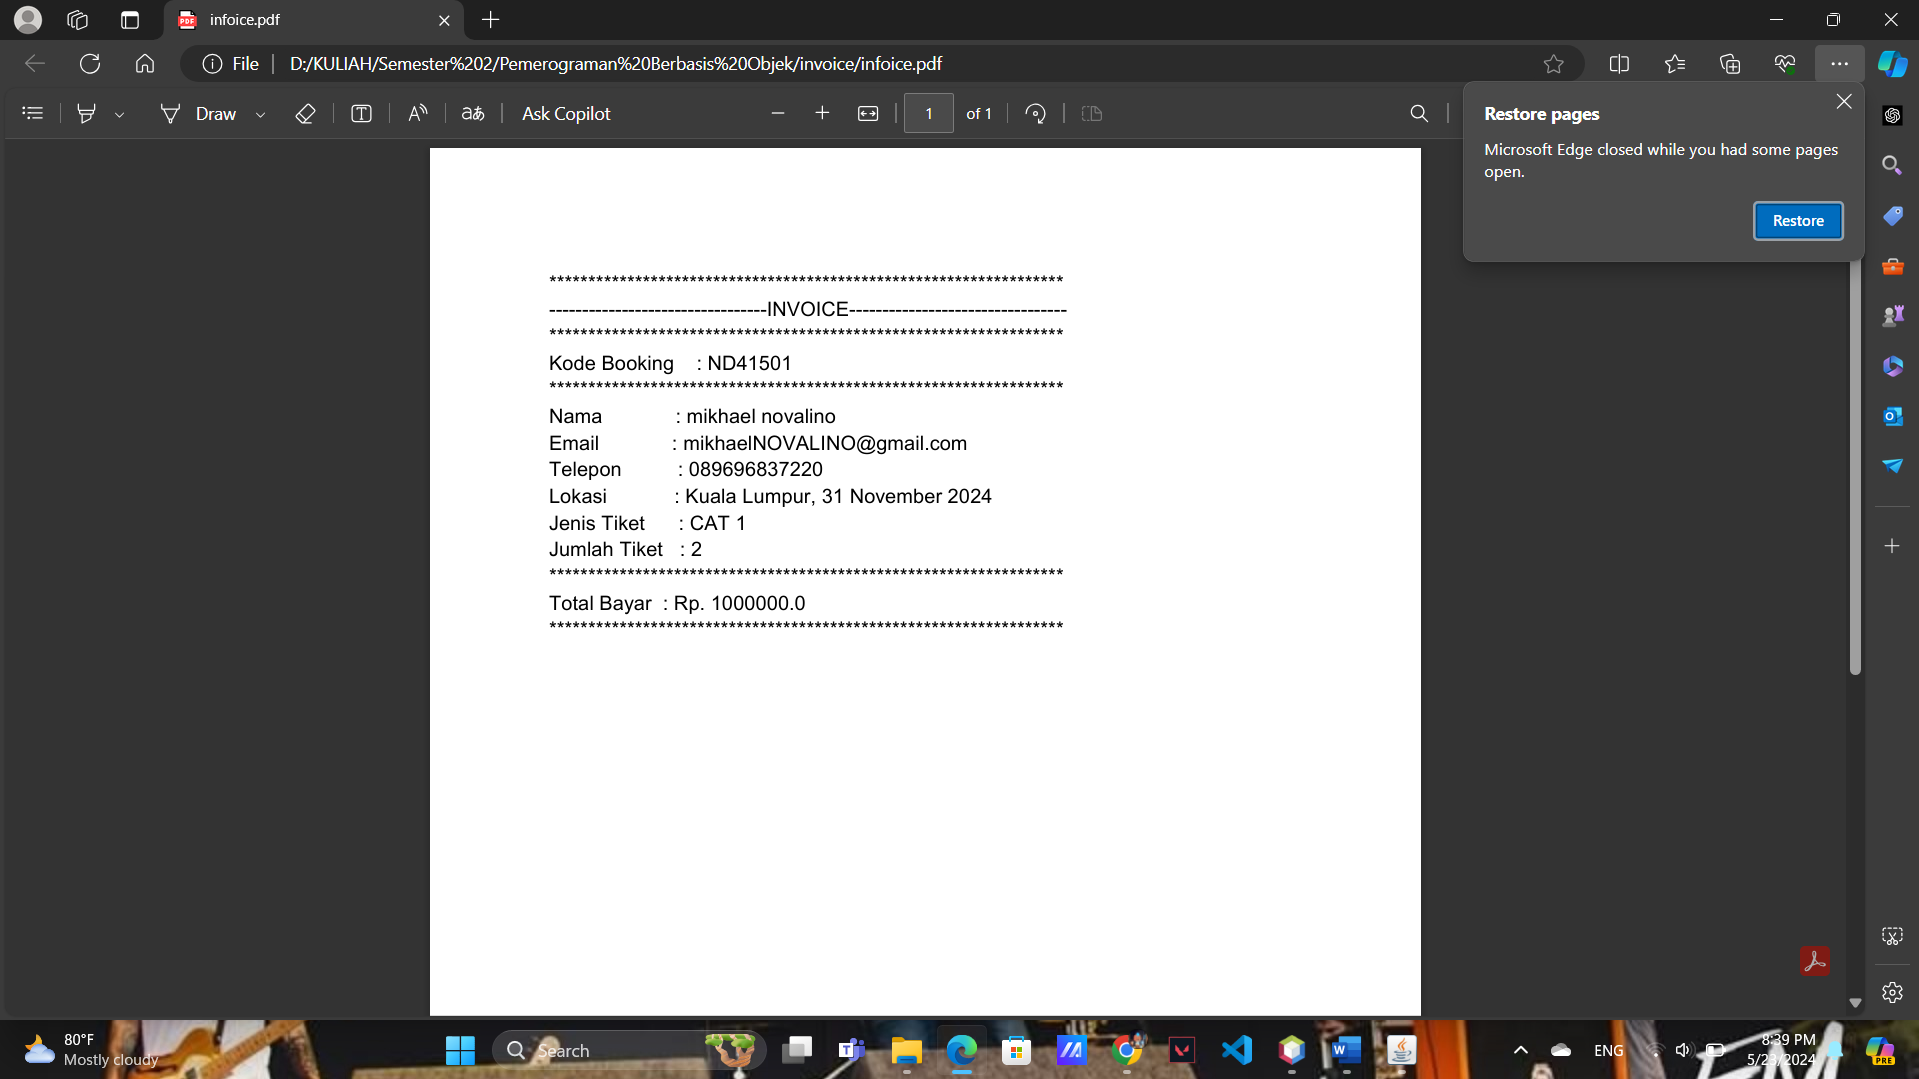 infoice.pdf
File
D:/KULIAH/Semester%202/Pemerograman%20Berbasis%20Objek/invoice/infoice.pdf
Draw
Ask Copilot
1
of 1
Restore pages
Microsoft Edge closed while you had some pages
open.
Restore
******************************************************************
---------------------------------INVOICE---------------------------------
******************************************************************
Kode Booking : ND41501
******************************************************************
Nama : mikhael novalino
Email : mikhaelNOVALINO@gmail.com
Telepon : 089696837220
Lokasi : Kuala Lumpur, 31 November 2024
Jenis Tiket : CAT 1
Jumlah Tiket : 2
******************************************************************
Total Bayar : Rp. 1000000.0
******************************************************************
80°F
Mostly cloudy
Search
ENG
8:39 PM
5/23/2024
PRE